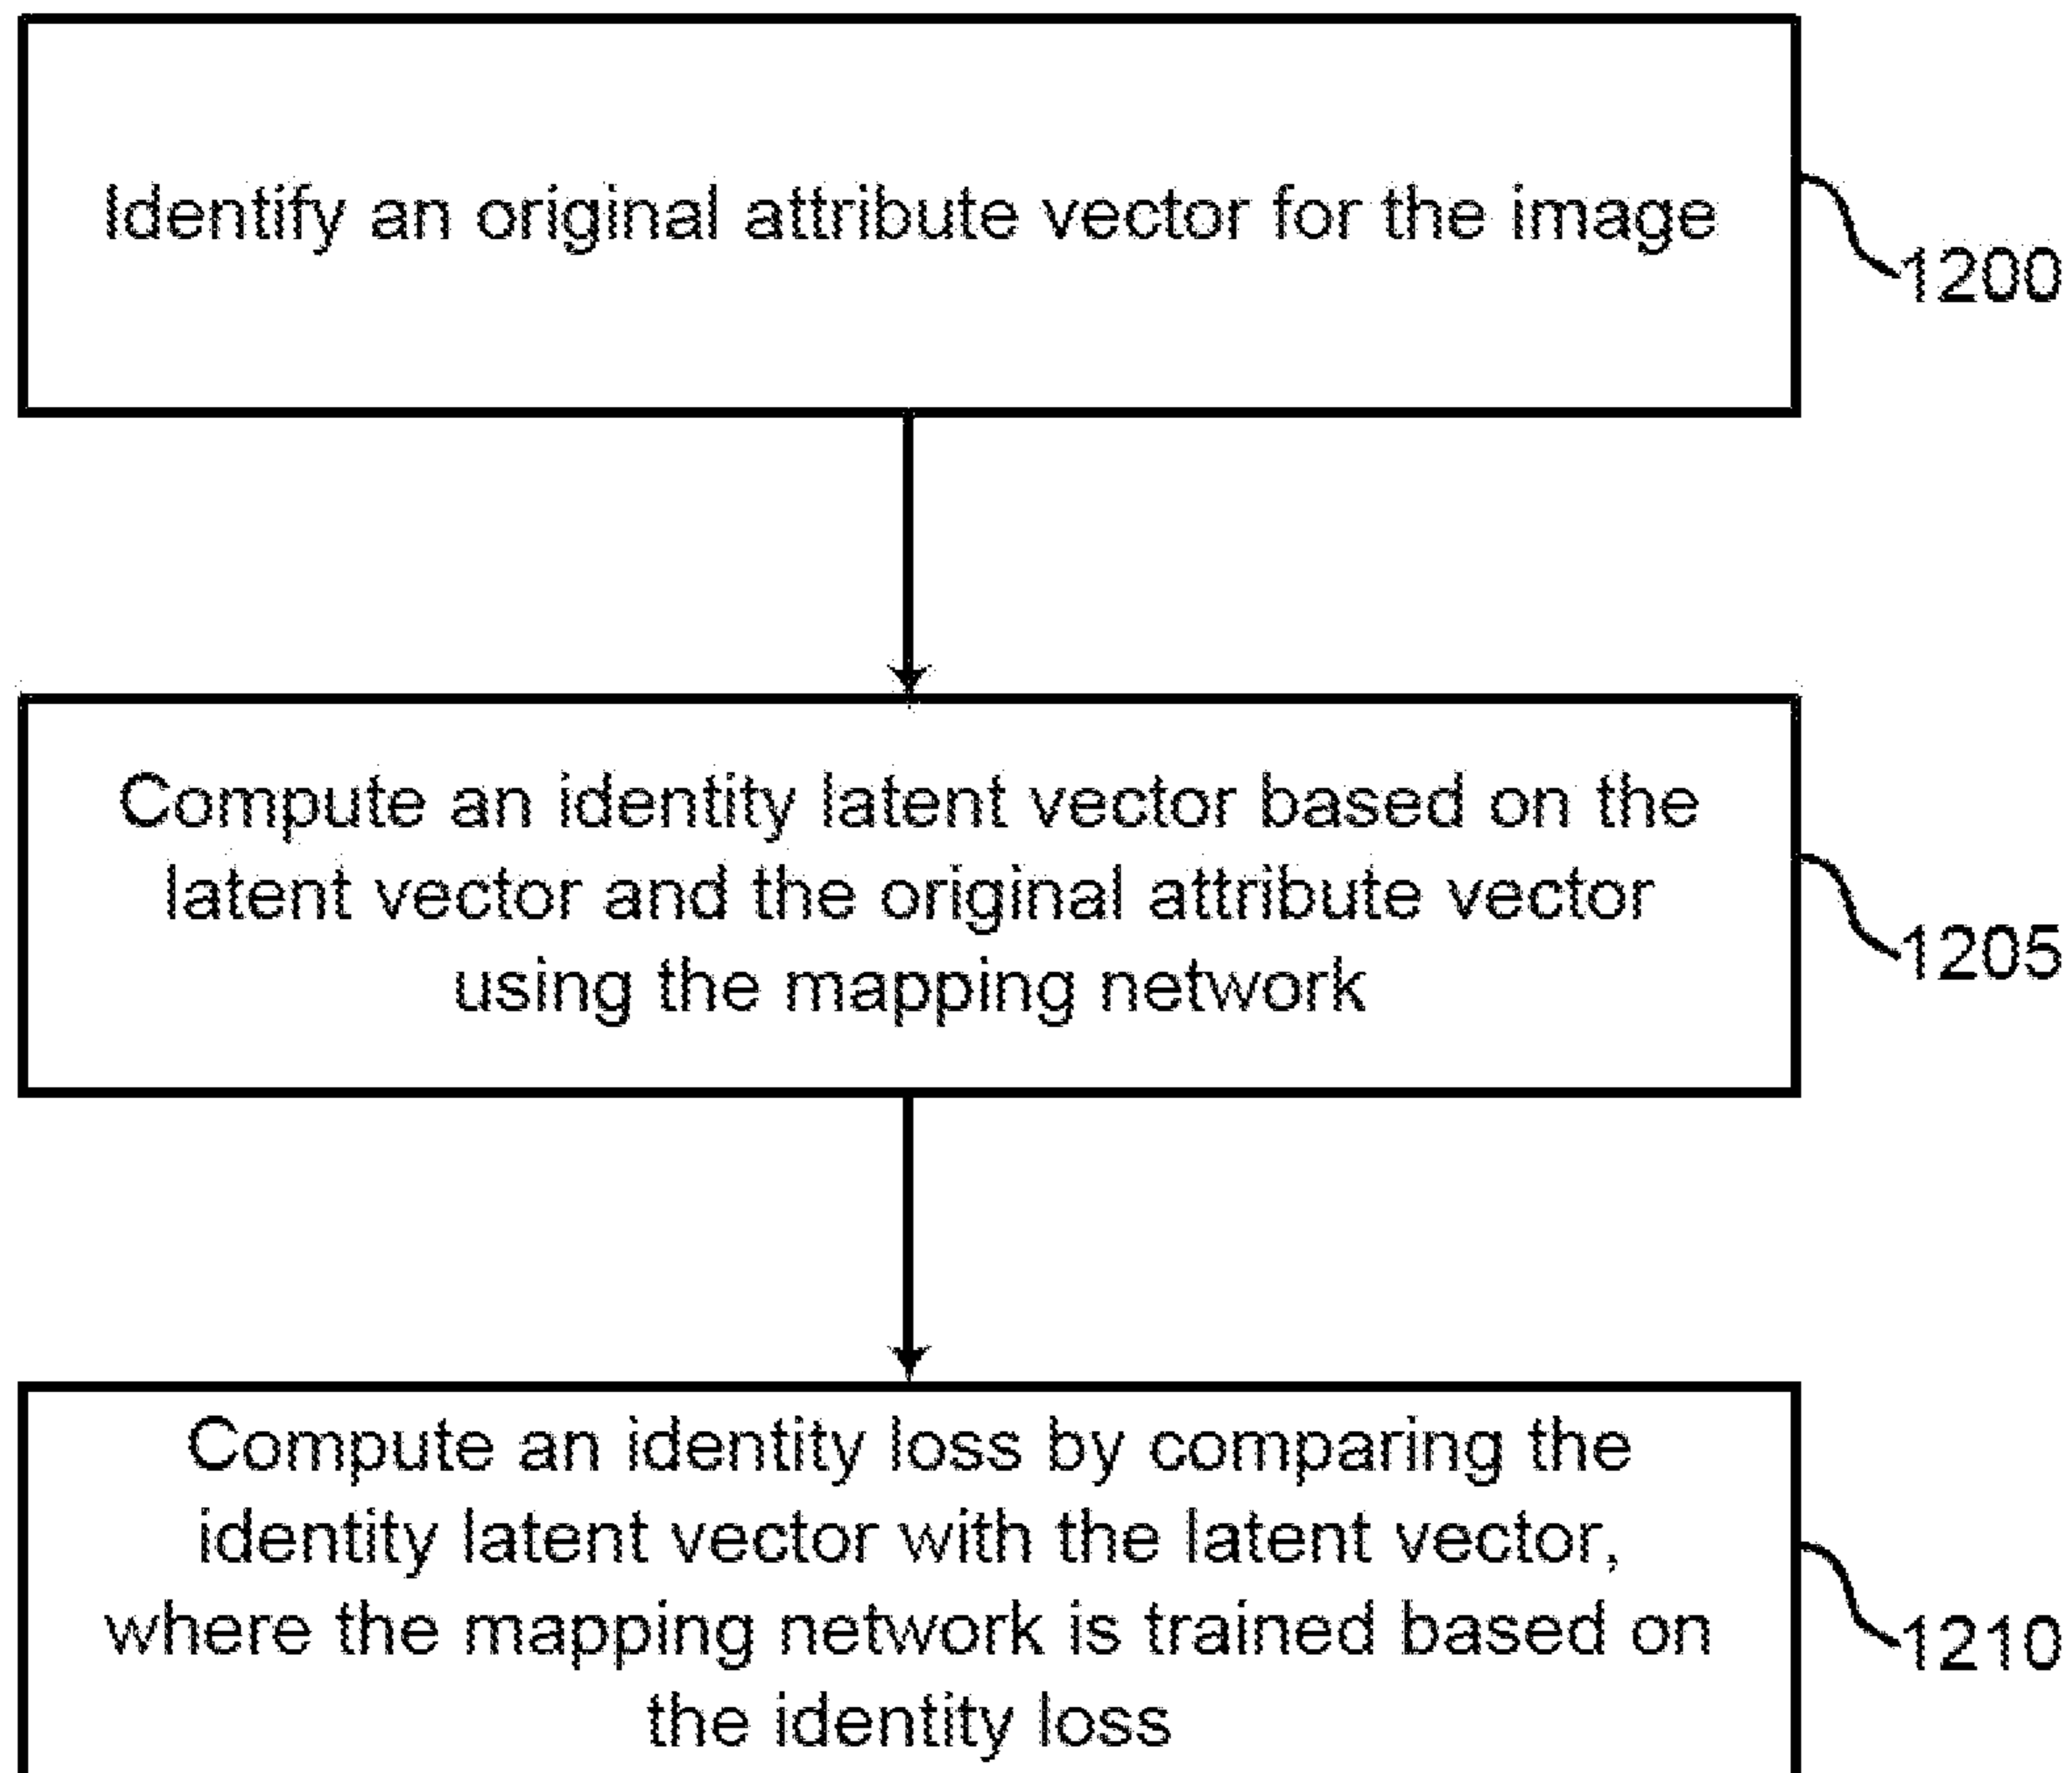 Identify an original attribute vector for the image
1200
Compute an identity latent vector based on the
latent vector and the original attribute vector
using the mapping network
1205
Compute an identity loss by comparing the
identity latent vector with the latent vector,
where the mapping network is trained based on
the identity loss
1210